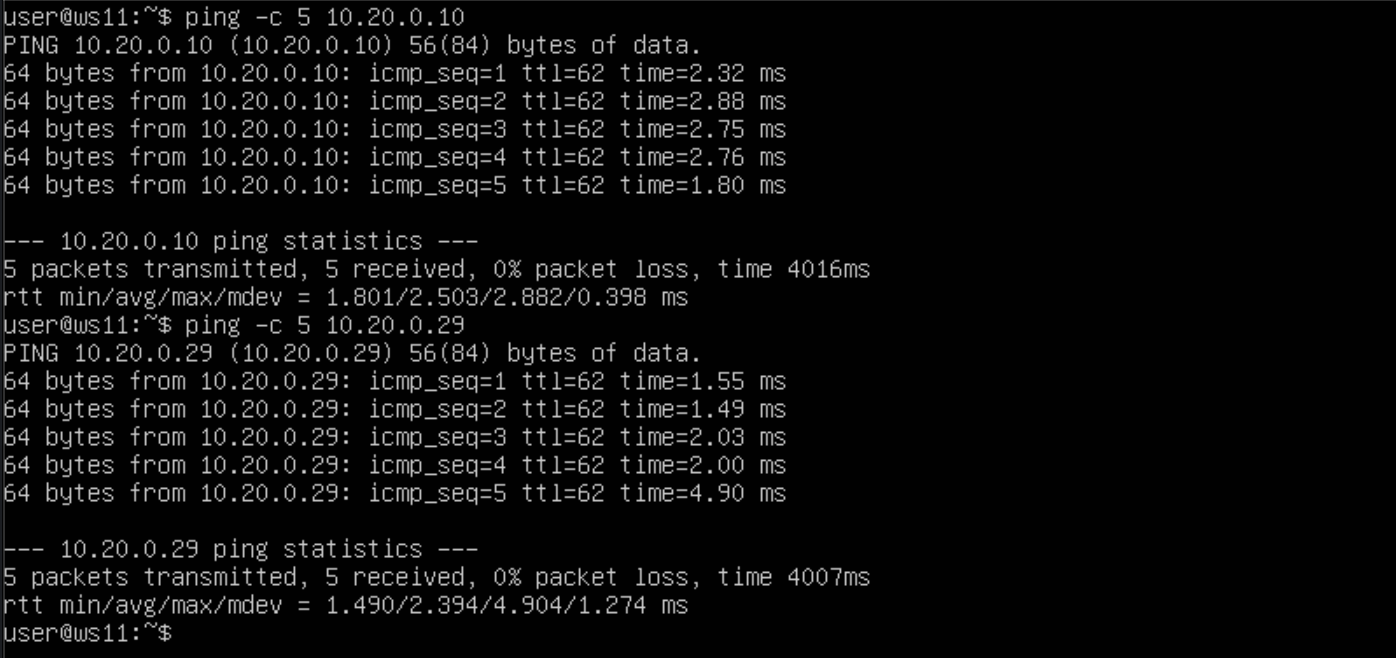 user@ws11:~$ ping -c 5 10.20.0.10
PING 10.20.0.10 (10.20.0.10) 56(84) bytes of data.
64 bytes from 10.20.0.10: icmp_seq=1 ttl=62 time=2.32 ms
64 bytes from 10.20.0.10: icmp_seq=2 ttl=62 time=2.88 ms
64 bytes from 10.20.0.10: icmp_seq=3 ttl=62 time=2.75 ms
64 bytes from 10.20.0.10: icmp_seq=4 ttl=62 time=2.76 ms
64 bytes from 10.20.0.10: icmp_seq=5 ttl=62 time=1.80 ms

--- 10.20.0.10 ping statistics ---
5 packets transmitted, 5 received, 0% packet loss, time 4016ms
rtt min/avg/max/mdev = 1.801/2.503/2.882/0.398 ms
user@ws11:~$ ping -c 5 10.20.0.29
PING 10.20.0.29 (10.20.0.29) 56(84) bytes of data.
64 bytes from 10.20.0.29: icmp_seq=1 ttl=62 time=1.55 ms
64 bytes from 10.20.0.29: icmp_seq=2 ttl=62 time=1.49 ms
64 bytes from 10.20.0.29: icmp_seq=3 ttl=62 time=2.03 ms
64 bytes from 10.20.0.29: icmp_seq=4 ttl=62 time=2.00 ms
64 bytes from 10.20.0.29: icmp_seq=5 ttl=62 time=4.90 ms

--- 10.20.0.29 ping statistics ---
5 packets transmitted, 5 received, 0% packet loss, time 4007ms
rtt min/avg/max/mdev = 1.490/2.394/4.904/1.274 ms
user@ws11:~$